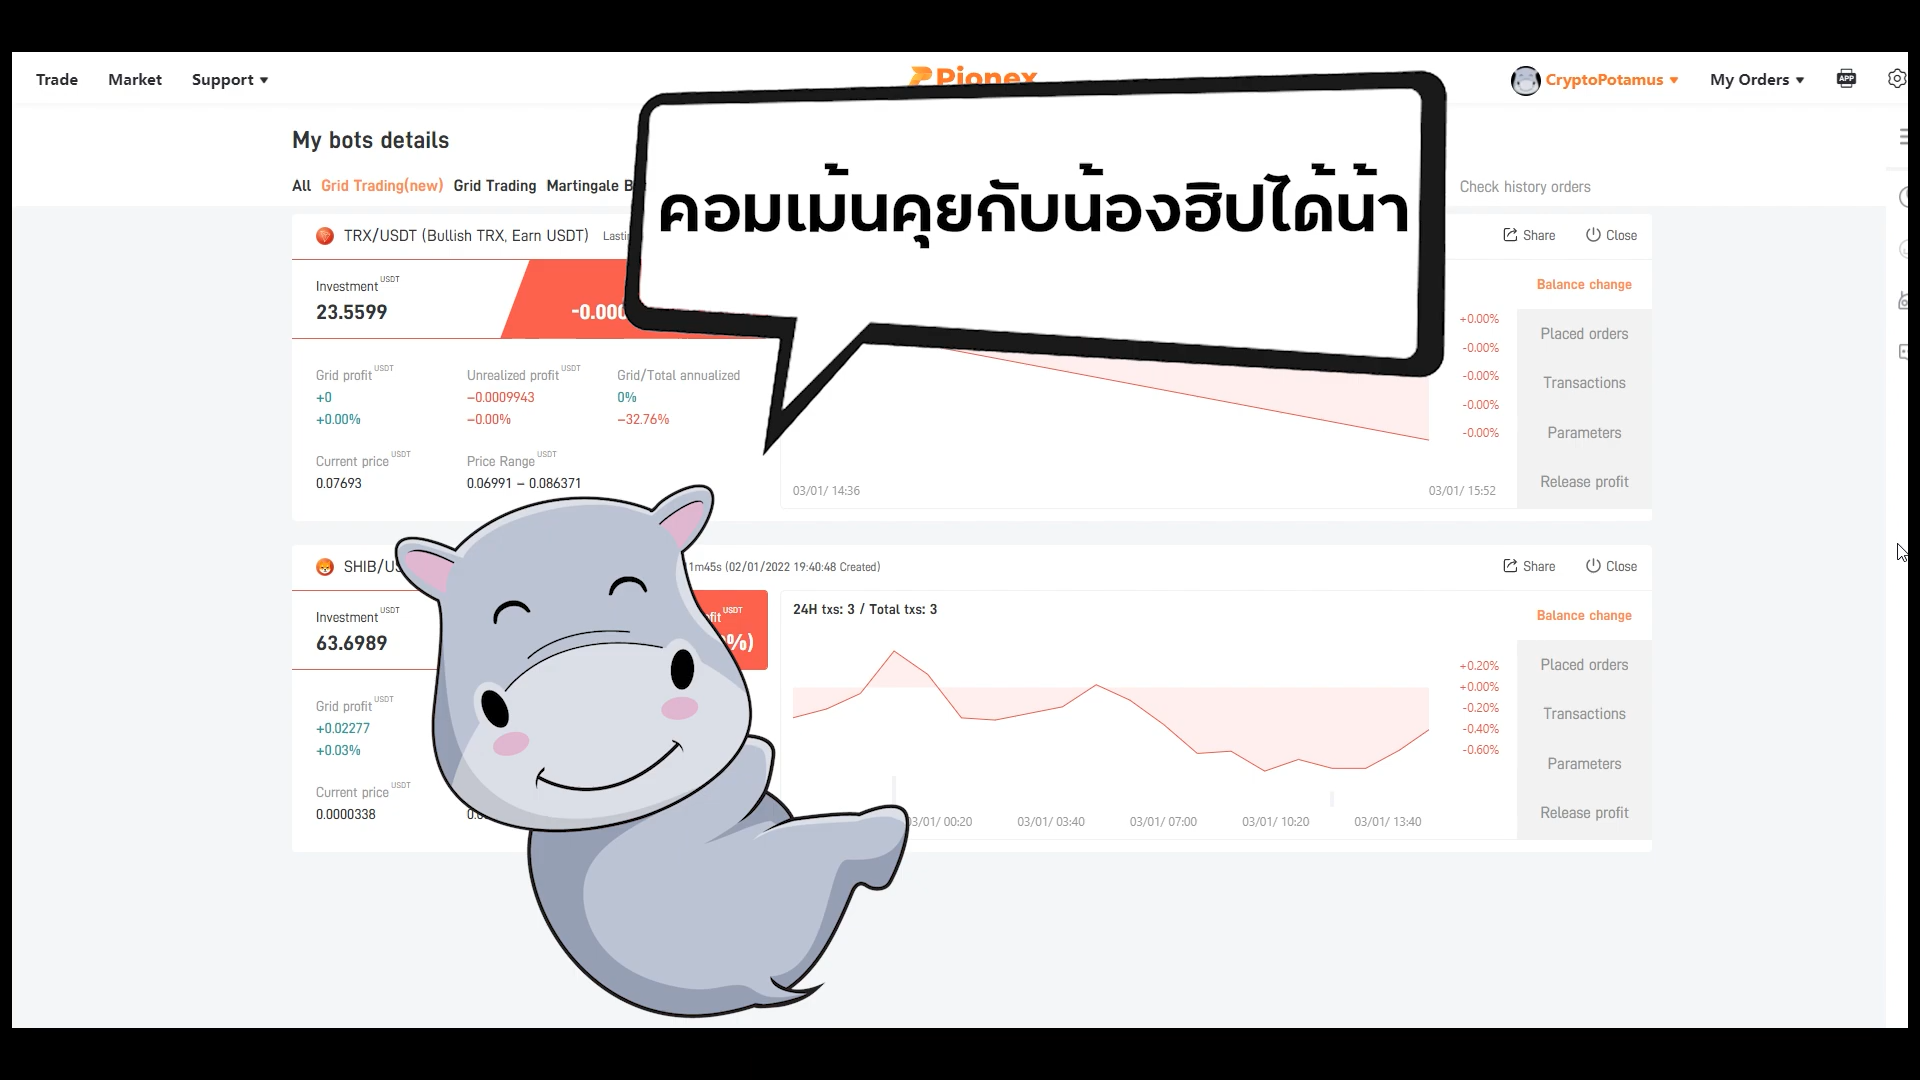 Trade Market Support
Pionex
CryptoPotamus My Orders
APP
My bots details
All Grid Trading(new) Grid Trading Martingale
Check history orders
คอมเม้นคุยกับน้องฮิปได้น้า
TRX/USDT (Bullish TRX, Earn USDT)
Share Close
Investment USDT
23.5599
Balance change
+0.00%
Placed orders
-0.00%
Grid profit USDT Unrealized profit USDT Grid/Total annualized
-0.00%
+0 −0.0009943 0%
Transactions
-0.00%
+0.00% −0.00% −32.76%
-0.00%
Parameters
Current price USDT Price Range USDT
0.07693 0.06991 − 0.086371
Release profit
03/01/ 14:36 03/01/ 15:52
1m45s (02/01/2022 19:40:48 Created)
Share Close
Investment USDT
63.6989
USDT
%)
24H txs: 3 / Total txs: 3
Balance change
+0.20%
Placed orders
+0.00%
Grid profit USDT
-0.20%
+0.02277
Transactions
-0.40%
+0.03%
-0.60%
Parameters
Current price USDT
0.0000338
Release profit
03/01/ 00:20 03/01/ 03:40 03/01/ 07:00 03/01/ 10:20 03/01/ 13:40